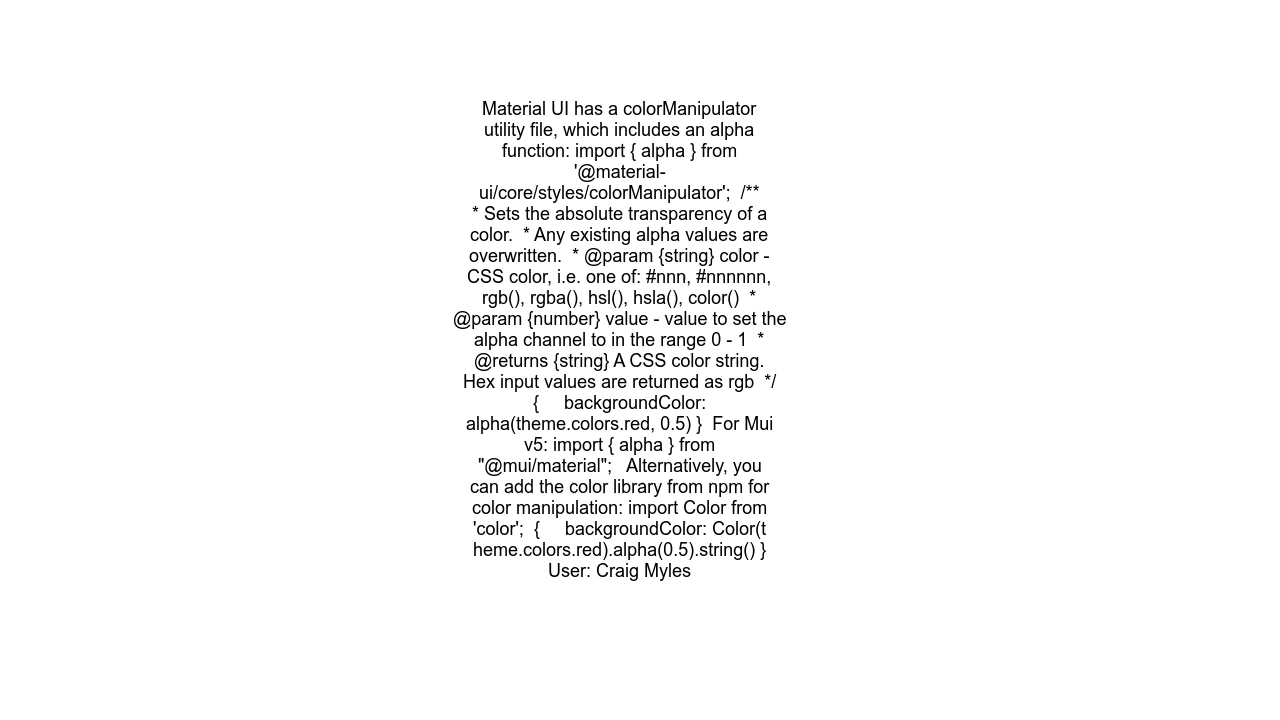 Material UI has a colorManipulator
utility file, which includes an alpha
function: import { alpha } from
'@material-
ui/core/styles/colorManipulator';  /**
* Sets the absolute transparency of a
color.  * Any existing alpha values are
overwritten.  * @param {string} color -
CSS color, i.e. one of: #nnn, #nnnnnn,
rgb(), rgba(), hsl(), hsla(), color()  *
@param {number} value - value to set the
alpha channel to in the range 0 - 1  *
@returns {string} A CSS color string.
Hex input values are returned as rgb  */
{     backgroundColor:
alpha(theme.colors.red, 0.5) }  For Mui
v5: import { alpha } from
"@mui/material";   Alternatively, you
can add the color library from npm for
color manipulation: import Color from
'color';  {     backgroundColor: Color(t
heme.colors.red).alpha(0.5).string() }
User: Craig Myles